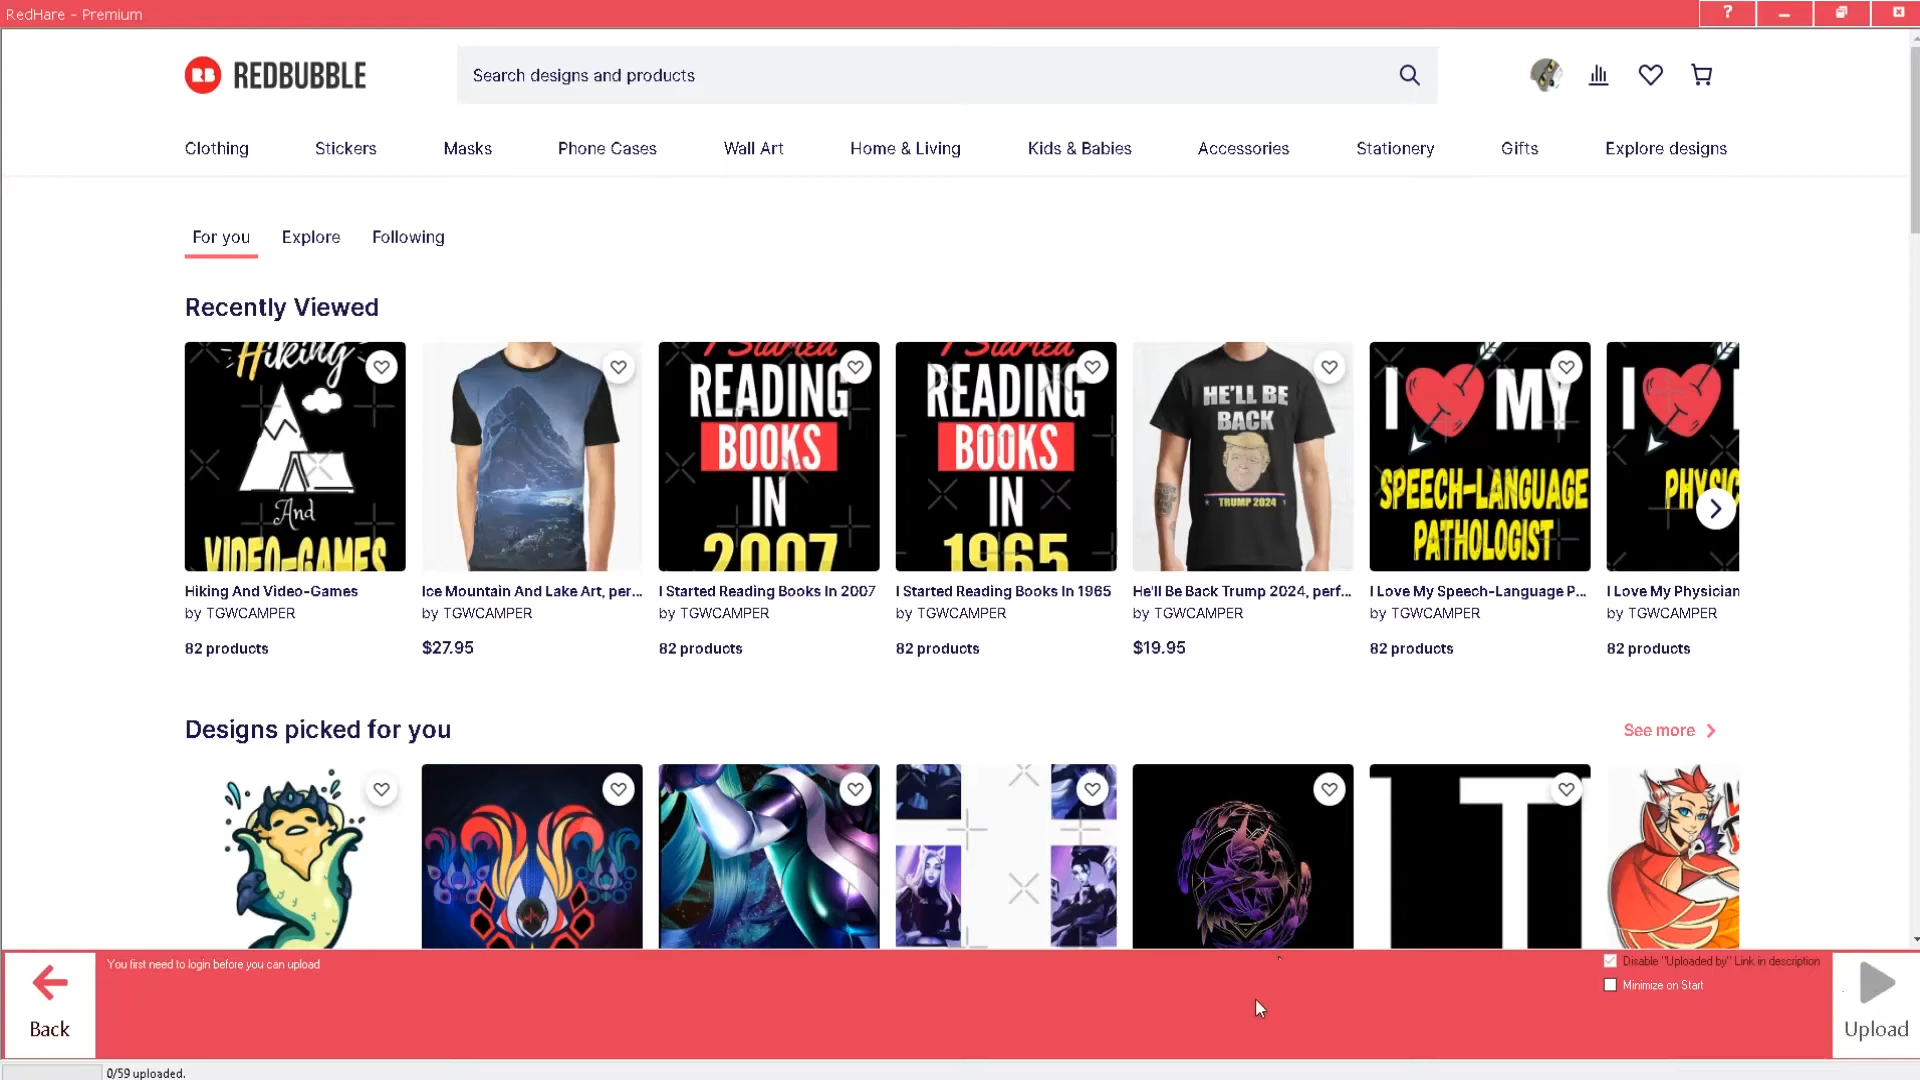 RedHare - Premium
?
RB REDBUBBLE
Search designs and products
Clothing
Stickers
Masks
Phone Cases
Wall Art
Home & Living
Kids & Babies
Accessories
Stationery
Gifts
Explore designs
For you
Explore
Following
Recently Viewed
Hiking
And
VIDEO-GAMES
I Started
READING
BOOKS
IN
2007
I Started
READING
BOOKS
IN
1965
HE'LL BE
BACK
TRUMP 2024
I MY
SPEECH-LANGUAGE
PATHOLOGIST
I
PHYSIC
Hiking And Video-Games
by TGWCAMPER
82 products
Ice Mountain And Lake Art, per...
by TGWCAMPER
$27.95
I Started Reading Books In 2007
by TGWCAMPER
82 products
I Started Reading Books In 1965
by TGWCAMPER
82 products
He'll Be Back Trump 2024, perf...
by TGWCAMPER
$19.95
I Love My Speech-Language P...
by TGWCAMPER
82 products
I Love My Physician
by TGWCAMPER
82 products
Designs picked for you
See more
IT
Back
You first need to login before you can upload
Disable "Uploaded by" Link in description
Minimize on Start
Upload
0/59 uploaded.